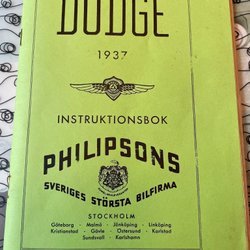 DODGE
1937
INSTRUKTIONSBOK
PHILIPSONS
SVERIGES STÖRSTA BILFIRMA
STOCKHOLM
Göteborg - Malmö - Jönköping - Linköping
Kristianstad - Gävle - Östersund - Karlstad
Sundsvall - Karlshamn